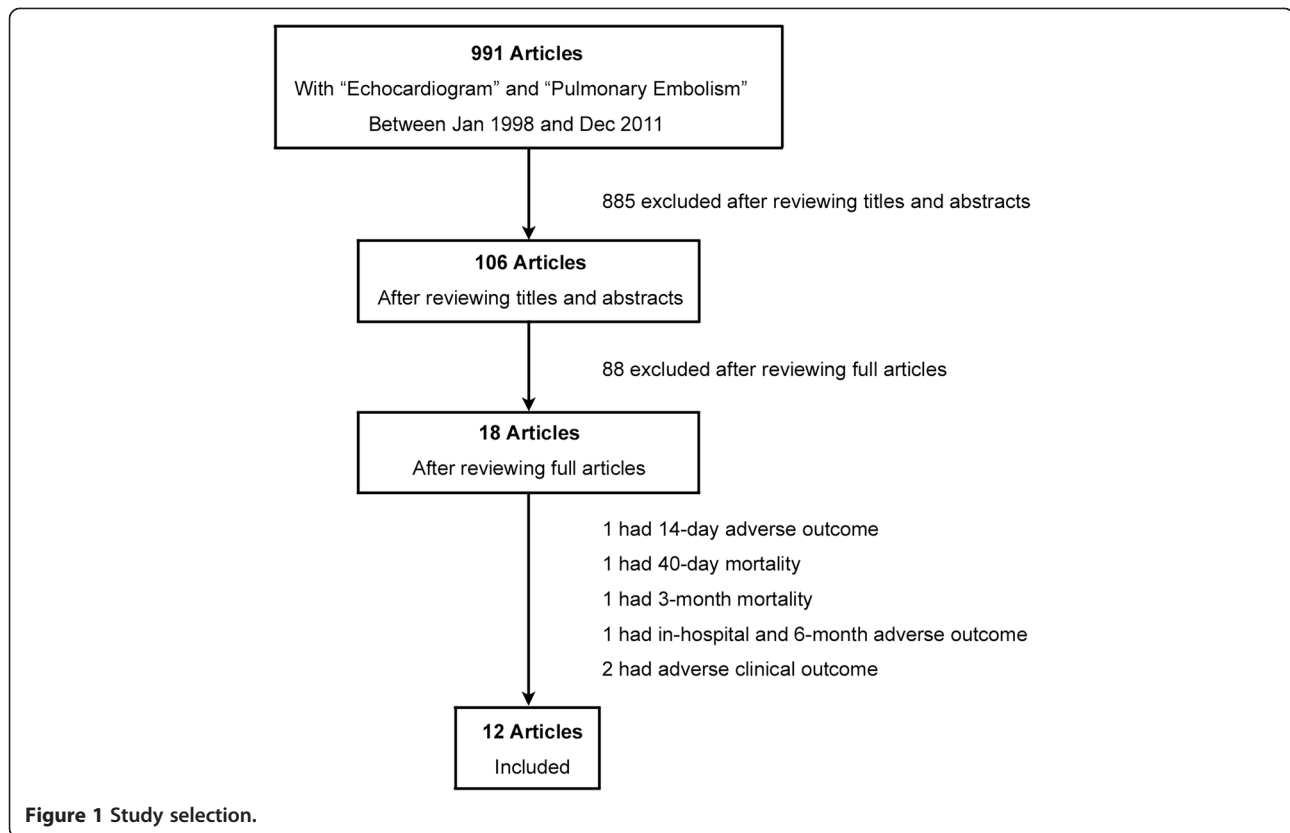 991 Articles
With “Echocardiogram” and “Pulmonary Embolism”
Between Jan 1998 and Dec 2011
885 excluded after reviewing titles and abstracts
106 Articles
After reviewing titles and abstracts
88 excluded after reviewing full articles
18 Articles
After reviewing full articles
1 had 14-day adverse outcome
1 had 40-day mortality
1 had 3-month mortality
1 had in-hospital and 6-month adverse outcome
2 had adverse clinical outcome
12 Articles
Included
Figure 1 Study selection.